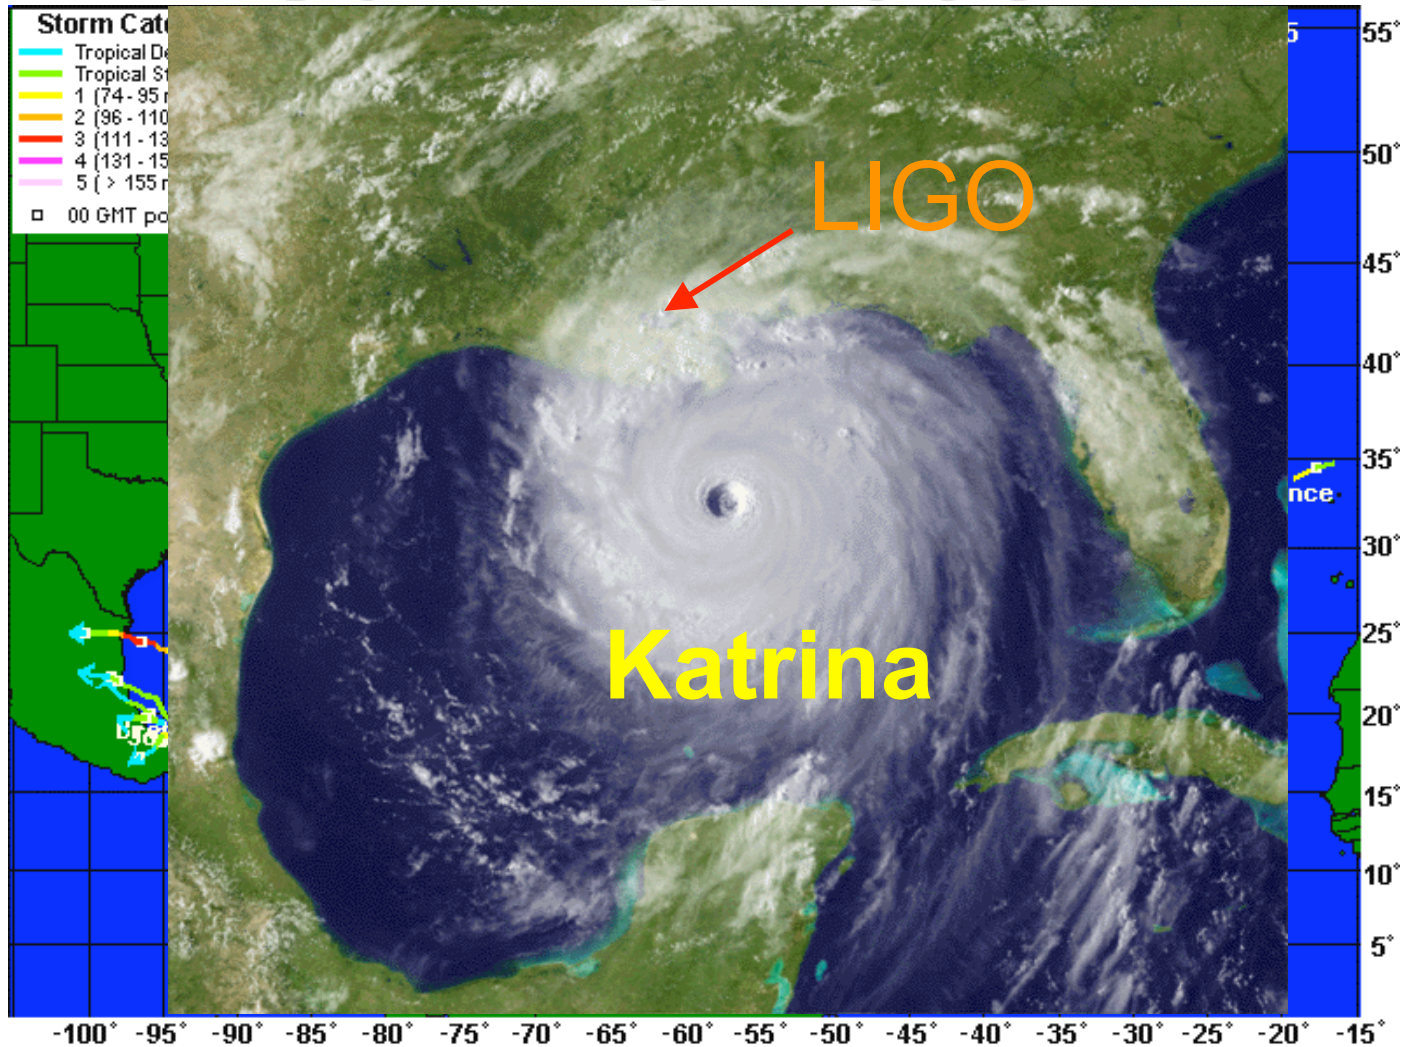 Storm Cat
Tropical De
Tropical St
1 (74 - 95 m
2 (96 - 110
3 (111 - 13
4 (131 - 15
5 ( > 155 m
00 GMT po
5
LIGO
Katrina
nce
55°
50°
45°
40°
35°
30°
25°
20°
15°
10°
5°
-100° -95° -90° -85° -80° -75° -70° -65° -60° -55° -50° -45° -40° -35° -30° -25° -20° -15°